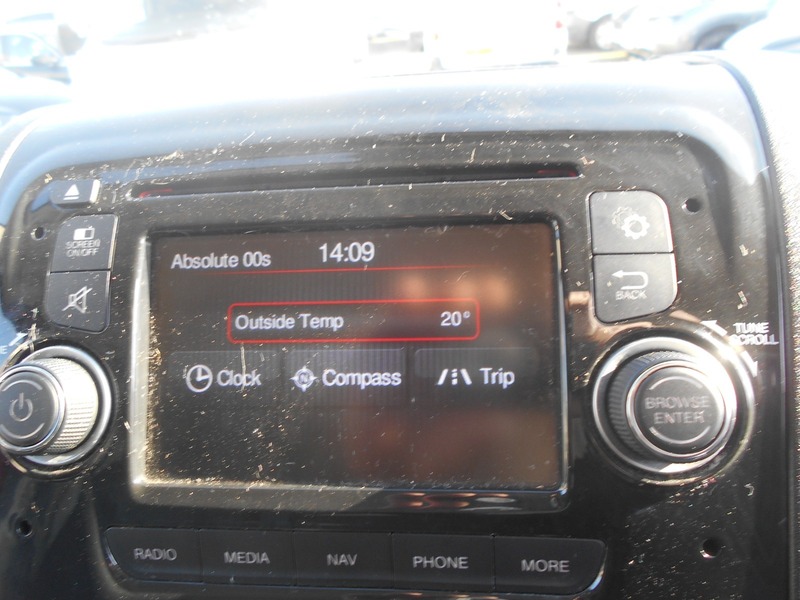 SCREEN
ON/OFF
Absolute 00s 14:09
Outside Temp 20°
N
Clock Compass Trip
BACK
TUNE
SCROLL
BROWSE
ENTER
RADIO MEDIA NAV PHONE MORE